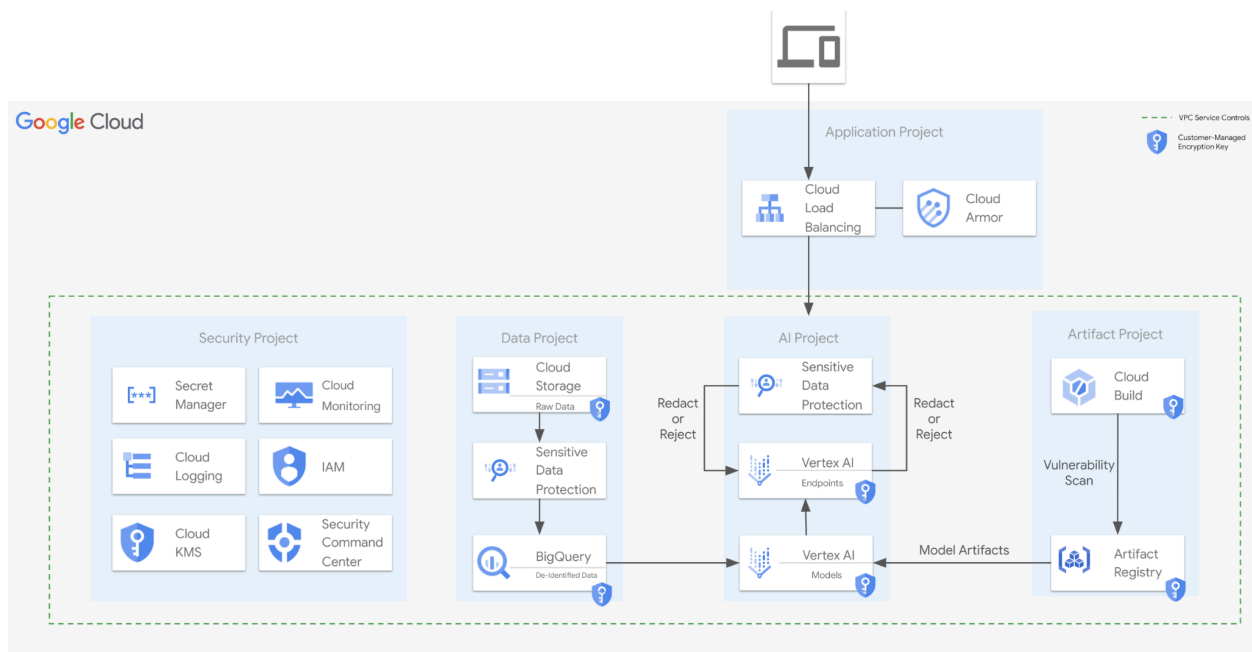 Google Cloud
VPC Service Controls
Customer-Managed
Encryption Key
Application Project
Cloud
Load
Balancing
Cloud
Armor
Security Project
Secret
Manager
Cloud
Monitoring
Cloud
Logging
IAM
Cloud
KMS
Security
Command
Center
Data Project
Cloud
Storage
Raw Data
Sensitive
Data
Protection
BigQuery
De-Identified Data
AI Project
Sensitive
Data
Protection
Redact
or
Reject
Redact
or
Reject
Vertex AI
Endpoints
Vertex AI
Models
Model Artifacts
Artifact Project
Cloud
Build
Vulnerability
Scan
Artifact
Registry